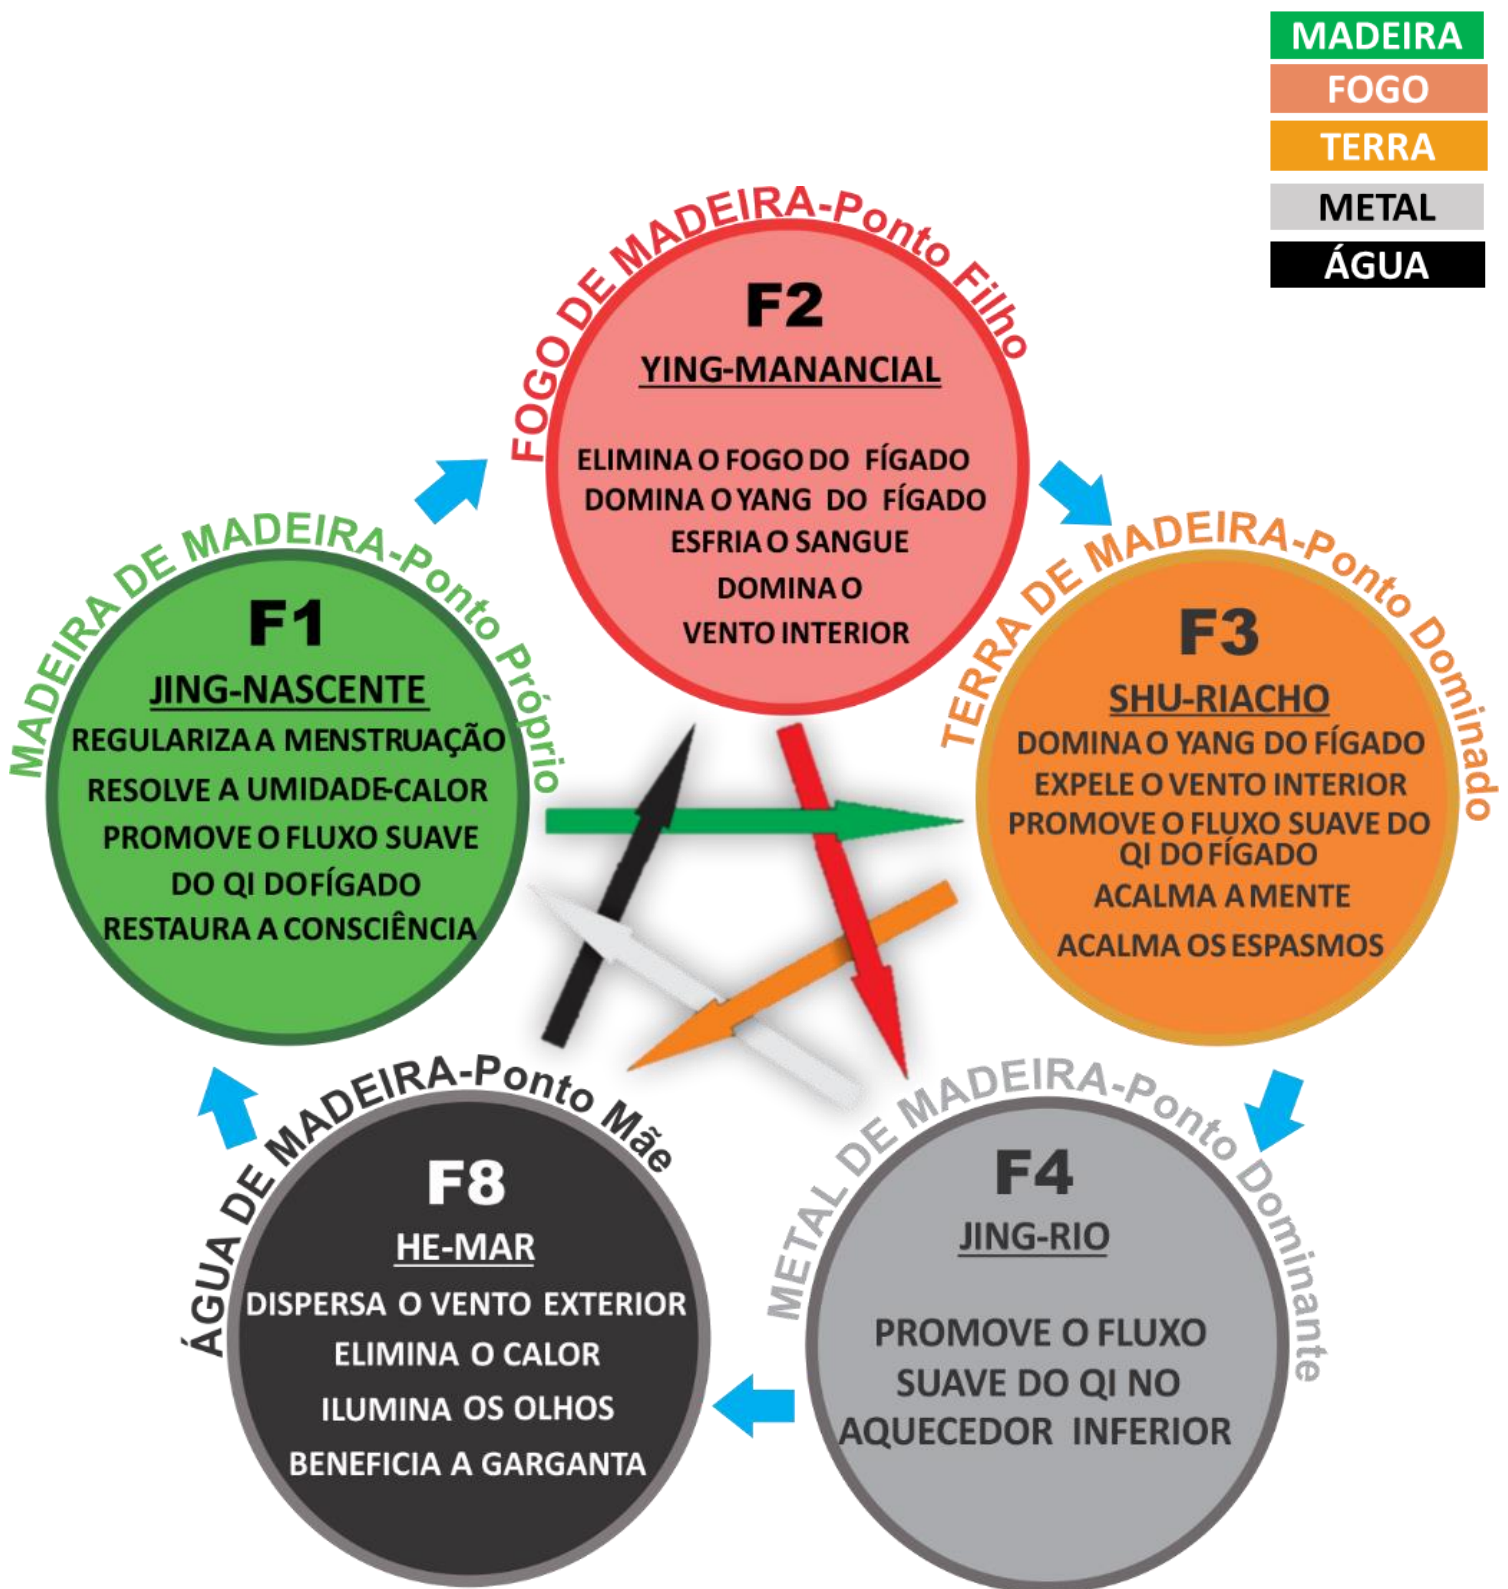 MADEIRA
FOGO
TERRA
METAL
ÁGUA
FOGO DE MADEIRA-Ponto Filho
F2
YING-MANANCIAL
ELIMINA O FOGO DO FÍGADO
DOMINA O YANG DO FÍGADO
ESFRIA O SANGUE
DOMINA O
VENTO INTERIOR
MADEIRA DE MADEIRA-Ponto Próprio
F1
JING-NASCENTE
REGULARIZA A MENSTRUAÇÃO
RESOLVE A UMIDADE-CALOR
PROMOVE O FLUXO SUAVE
DO QI DO FÍGADO
RESTAURA A CONSCIÊNCIA
TERRA DE MADEIRA-Ponto Dominado
F3
SHU-RIACHO
DOMINA O YANG DO FÍGADO
EXPELE O VENTO INTERIOR
PROMOVE O FLUXO SUAVE DO
QI DO FÍGADO
ACALMA A MENTE
ACALMA OS ESPASMOS
ÁGUA DE MADEIRA-Ponto Mãe
F8
HE-MAR
DISPERSA O VENTO EXTERIOR
ELIMINA O CALOR
ILUMINA OS OLHOS
BENEFICIA A GARGANTA
METAL DE MADEIRA-Ponto Dominante
F4
JING-RIO
PROMOVE O FLUXO
SUAVE DO QI NO
AQUECEDOR INFERIOR